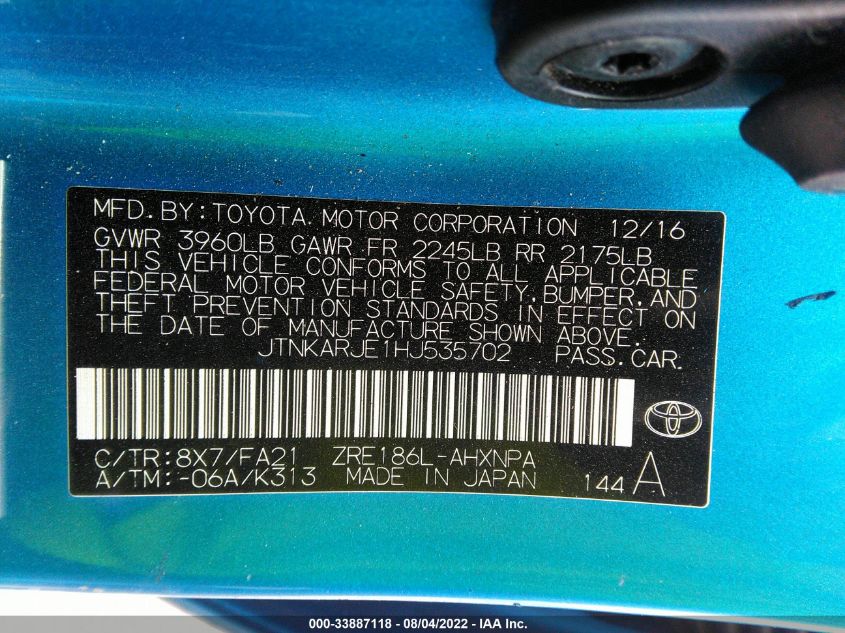 MFD. BY: TOYOTA MOTOR CORPORATION 12/16
GVWR 3960LB GAWR FR 2245LB RR 2175LB
THIS VEHICLE CONFORMS TO ALL APPLICABLE
FEDERAL MOTOR VEHICLE SAFETY, BUMPER, AND
THEFT PREVENTION STANDARDS IN EFFECT ON
THE DATE OF MANUFACTURE SHOWN ABOVE.
JTNKARJE1HJ535702 PASS. CAR
C/TR: 8X7/FA21 ZRE186L-AHXNPA
A/TM: -06A/K313 MADE IN JAPAN 144 A
000-33887118 - 08/04/2022 - IAA Inc.